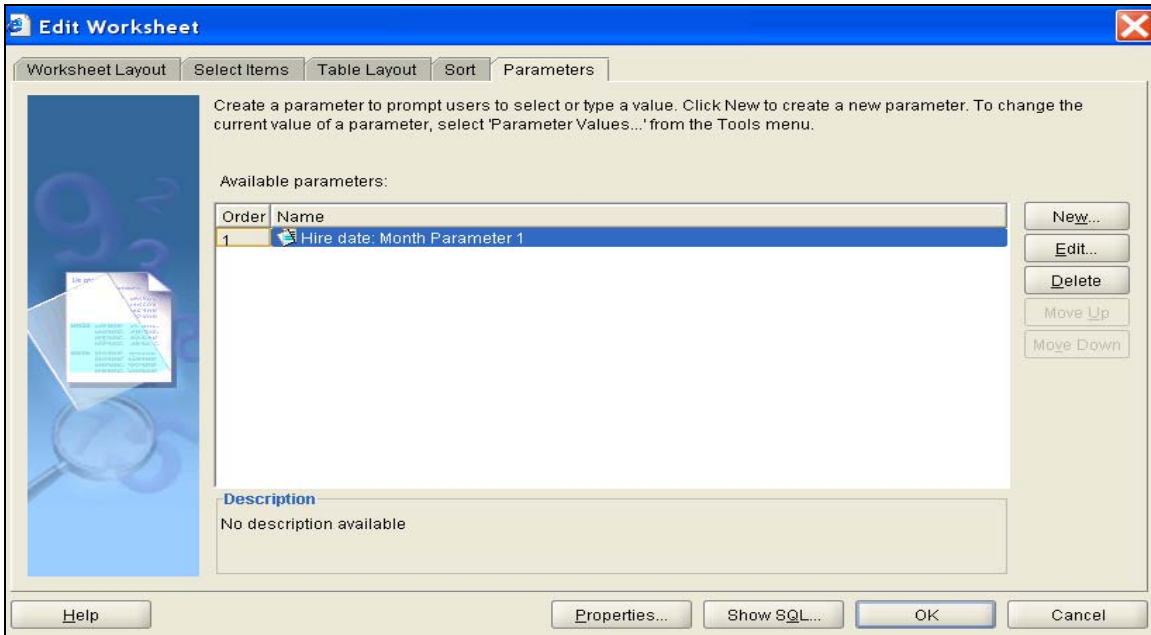 Edit Worksheet
Worksheet Layout
Select Items
Table Layout
Sort
Parameters
Create a parameter to prompt users to select or type a value. Click New to create a new parameter. To change the
current value of a parameter, select 'Parameter Values...' from the Tools menu.
Available parameters:
Order Name
1 Hire date: Month Parameter 1
New...
Edit...
Delete
Move Up
Move Down
Description
No description available
Help
Properties...
Show SQL...
OK
Cancel